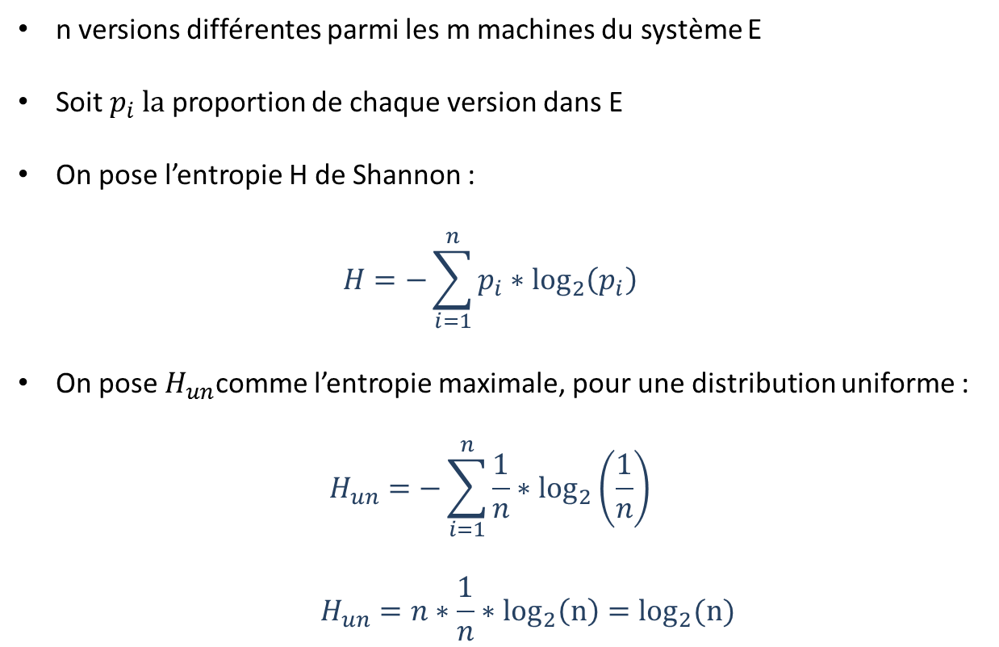 • n versions différentes parmi les m machines du système E
• Soit $p_i$ la proportion de chaque version dans E
• On pose l’entropie H de Shannon :
$H = -\sum_{i=1}^{n} p_i * \log_2(p_i)$
• On pose $H_{un}$comme l’entropie maximale, pour une distribution uniforme :
$H_{un} = -\sum_{i=1}^{n} \frac{1}{n} * \log_2\left(\frac{1}{n}\right)$
$H_{un} = n * \frac{1}{n} * \log_2(\mathrm{n}) = \log_2(\mathrm{n})$